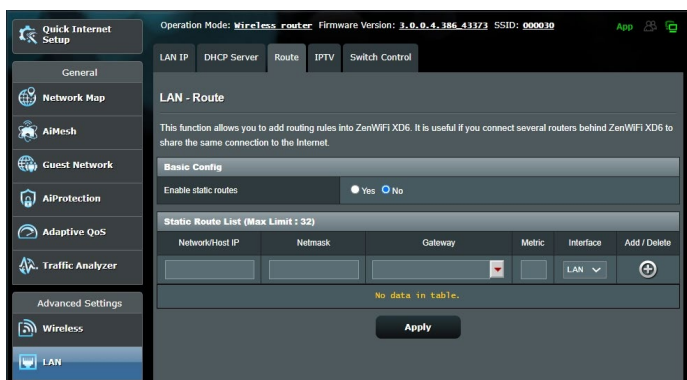 Quick Internet
Setup
Operation Mode: Wireless router Firmware Version: 3.0.0.4.386_43373 SSID: 000030
App
General
Network Map
AiMesh
Guest Network
AiProtection
Adaptive QoS
Traffic Analyzer
Advanced Settings
Wireless
LAN
LAN IP
DHCP Server
Route
IPTV
Switch Control
LAN - Route
This function allows you to add routing rules into ZenWiFi XD6. It is useful if you connect several routers behind ZenWiFi XD6 to
share the same connection to the Internet.
Basic Config
Enable static routes
Yes No
Static Route List (Max Limit : 32)
Network/Host IP Netmask Gateway Metric Interface Add / Delete
LAN
No data in table.
Apply